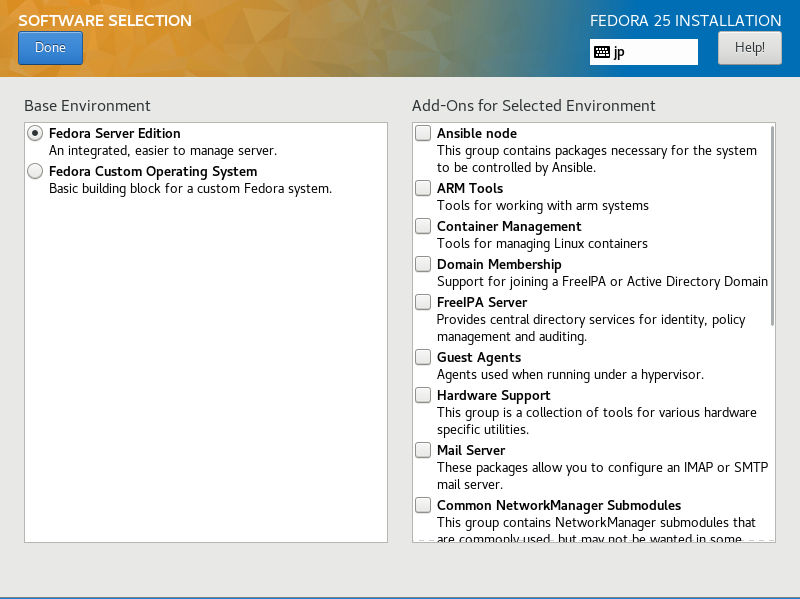 SOFTWARE SELECTION
FEDORA 25 INSTALLATION
Done
jp
Help!
Base Environment
Fedora Server Edition
An integrated, easier to manage server.
Fedora Custom Operating System
Basic building block for a custom Fedora system.
Add-Ons for Selected Environment
Ansible node
This group contains packages necessary for the system
to be controlled by Ansible.
ARM Tools
Tools for working with arm systems
Container Management
Tools for managing Linux containers
Domain Membership
Support for joining a FreeIPA or Active Directory Domain
FreeIPA Server
Provides central directory services for identity, policy
management and auditing.
Guest Agents
Agents used when running under a hypervisor.
Hardware Support
This group is a collection of tools for various hardware
specific utilities.
Mail Server
These packages allow you to configure an IMAP or SMTP
mail server.
Common NetworkManager Submodules
This group contains NetworkManager submodules that
are commonly used, but may not be wanted in some